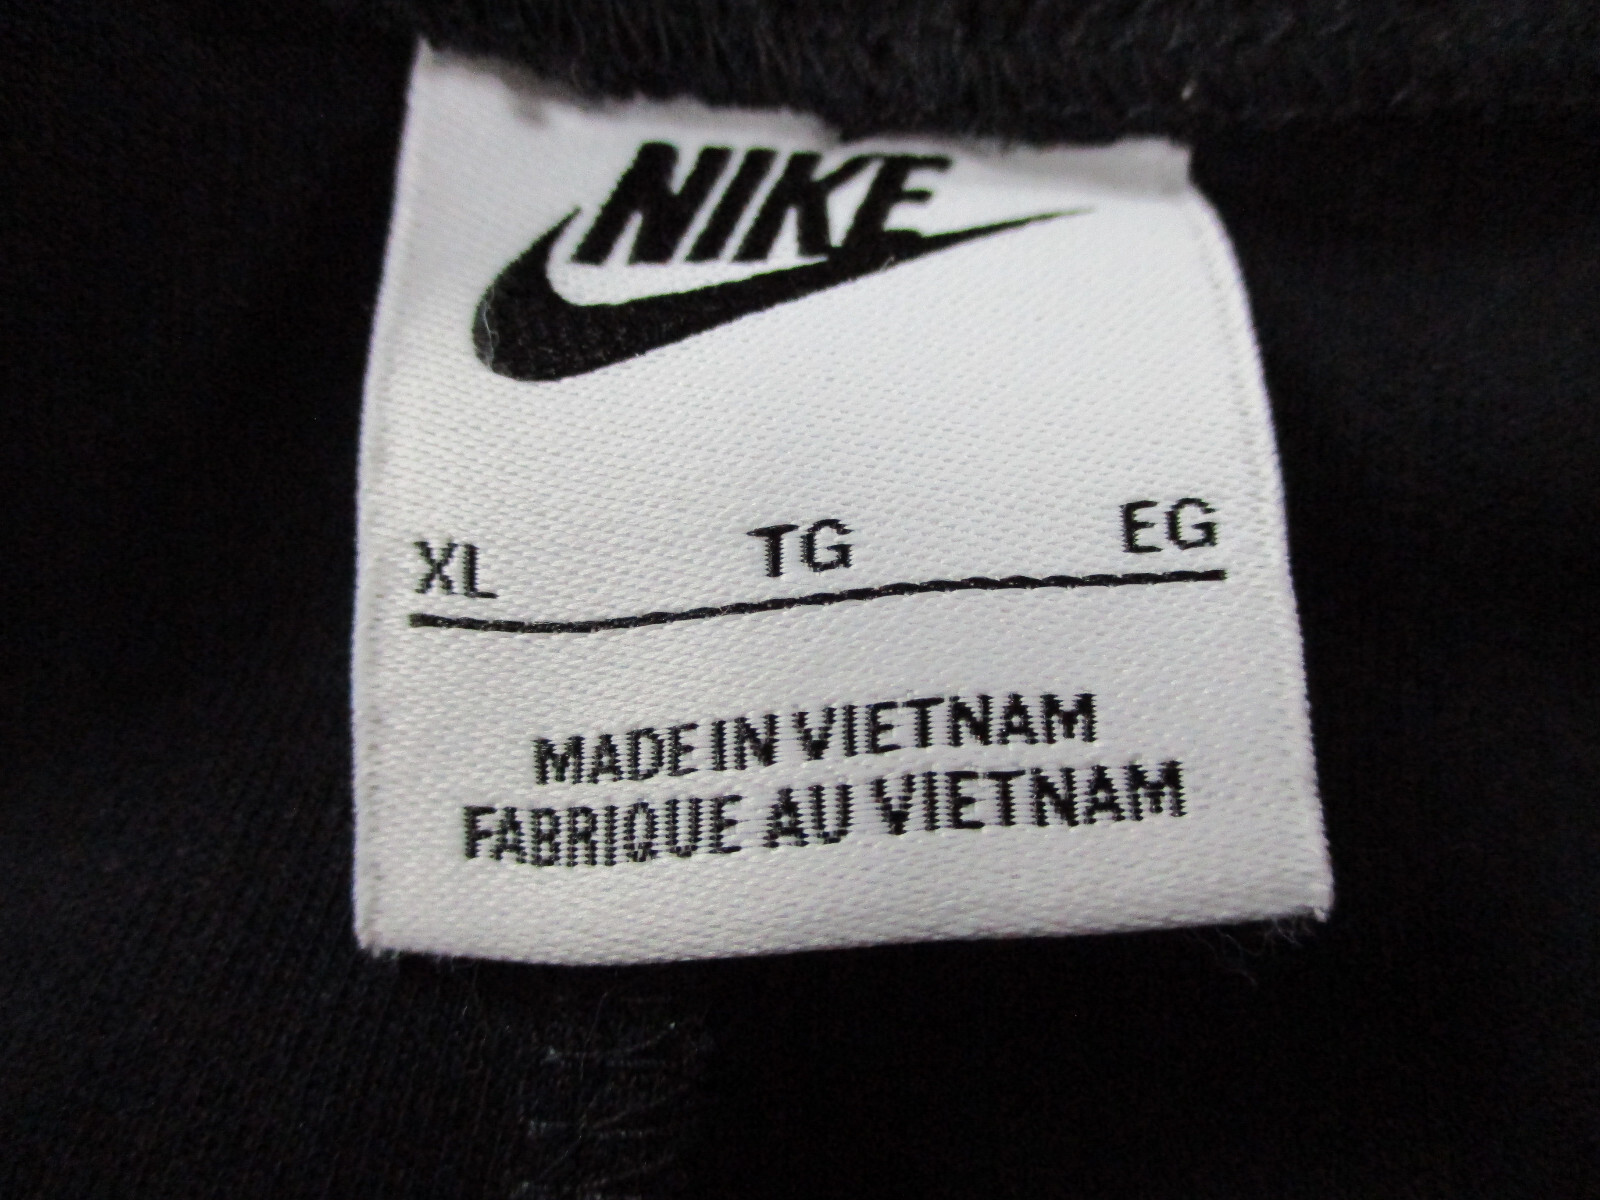 NIKE
XL TG EG
MADE IN VIETNAM
FABRIQUE AU VIETNAM